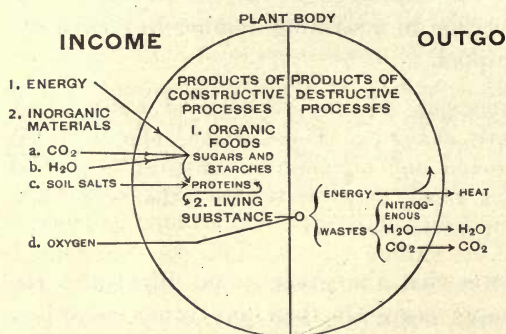 PLANT BODY
INCOME
OUTGO
PRODUCTS OF CONSTRUCTIVE PROCESSES
PRODUCTS OF DESTRUCTIVE PROCESSES
1. ENERGY
2. INORGANIC
MATERIALS
a. CO2
b. H2O
c. SOIL SALTS
d. OXYGEN
1. ORGANIC
FOODS
SUGARS AND
STARCHES
PROTEINS
2. LIVING
SUBSTANCE
O
ENERGY
HEAT
WASTES
NITROG-
ENOUS
H2O
H2O
CO2
CO2